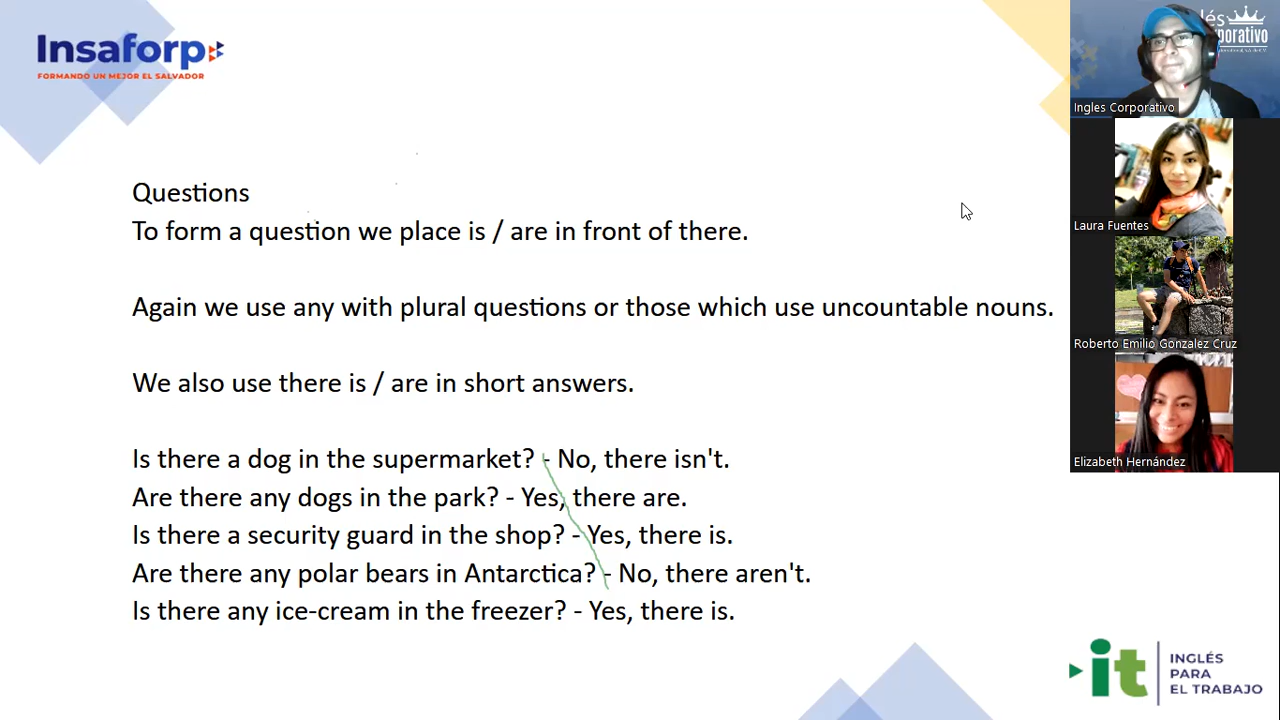 Insaforp
FORMANDO UN MEJOR EL SALVADOR
Questions
To form a question we place is / are in front of there.
Again we use any with plural questions or those which use uncountable nouns.
We also use there is / are in short answers.
Is there a dog in the supermarket? - No, there isn't.
Are there any dogs in the park? - Yes, there are.
Is there a security guard in the shop? - Yes, there is.
Are there any polar bears in Antarctica? - No, there aren't.
Is there any ice-cream in the freezer? - Yes, there is.
Ingles Corporativo
Laura Fuentes
Roberto Emilio Gonzalez Cruz
Elizabeth Hernández
it
INGLÉS
PARA
EL TRABAJO